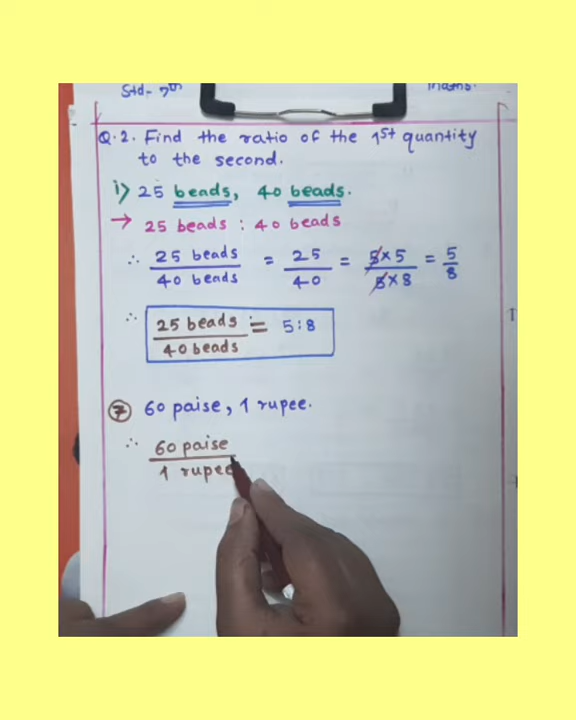 Std- 7th Maths.
Q.2. Find the ratio of the 1st quantity
to the second.
i) 25 beads, 40 beads.
→ 25 beads : 40 beads
∴ 25 beads / 40 beads = 25 / 40 = 5×5 / 5×8 = 5 / 8
∴ 25 beads / 40 beads = 5:8
7 60 paise, 1 rupee.
∴ 60 paise / 1 rupee